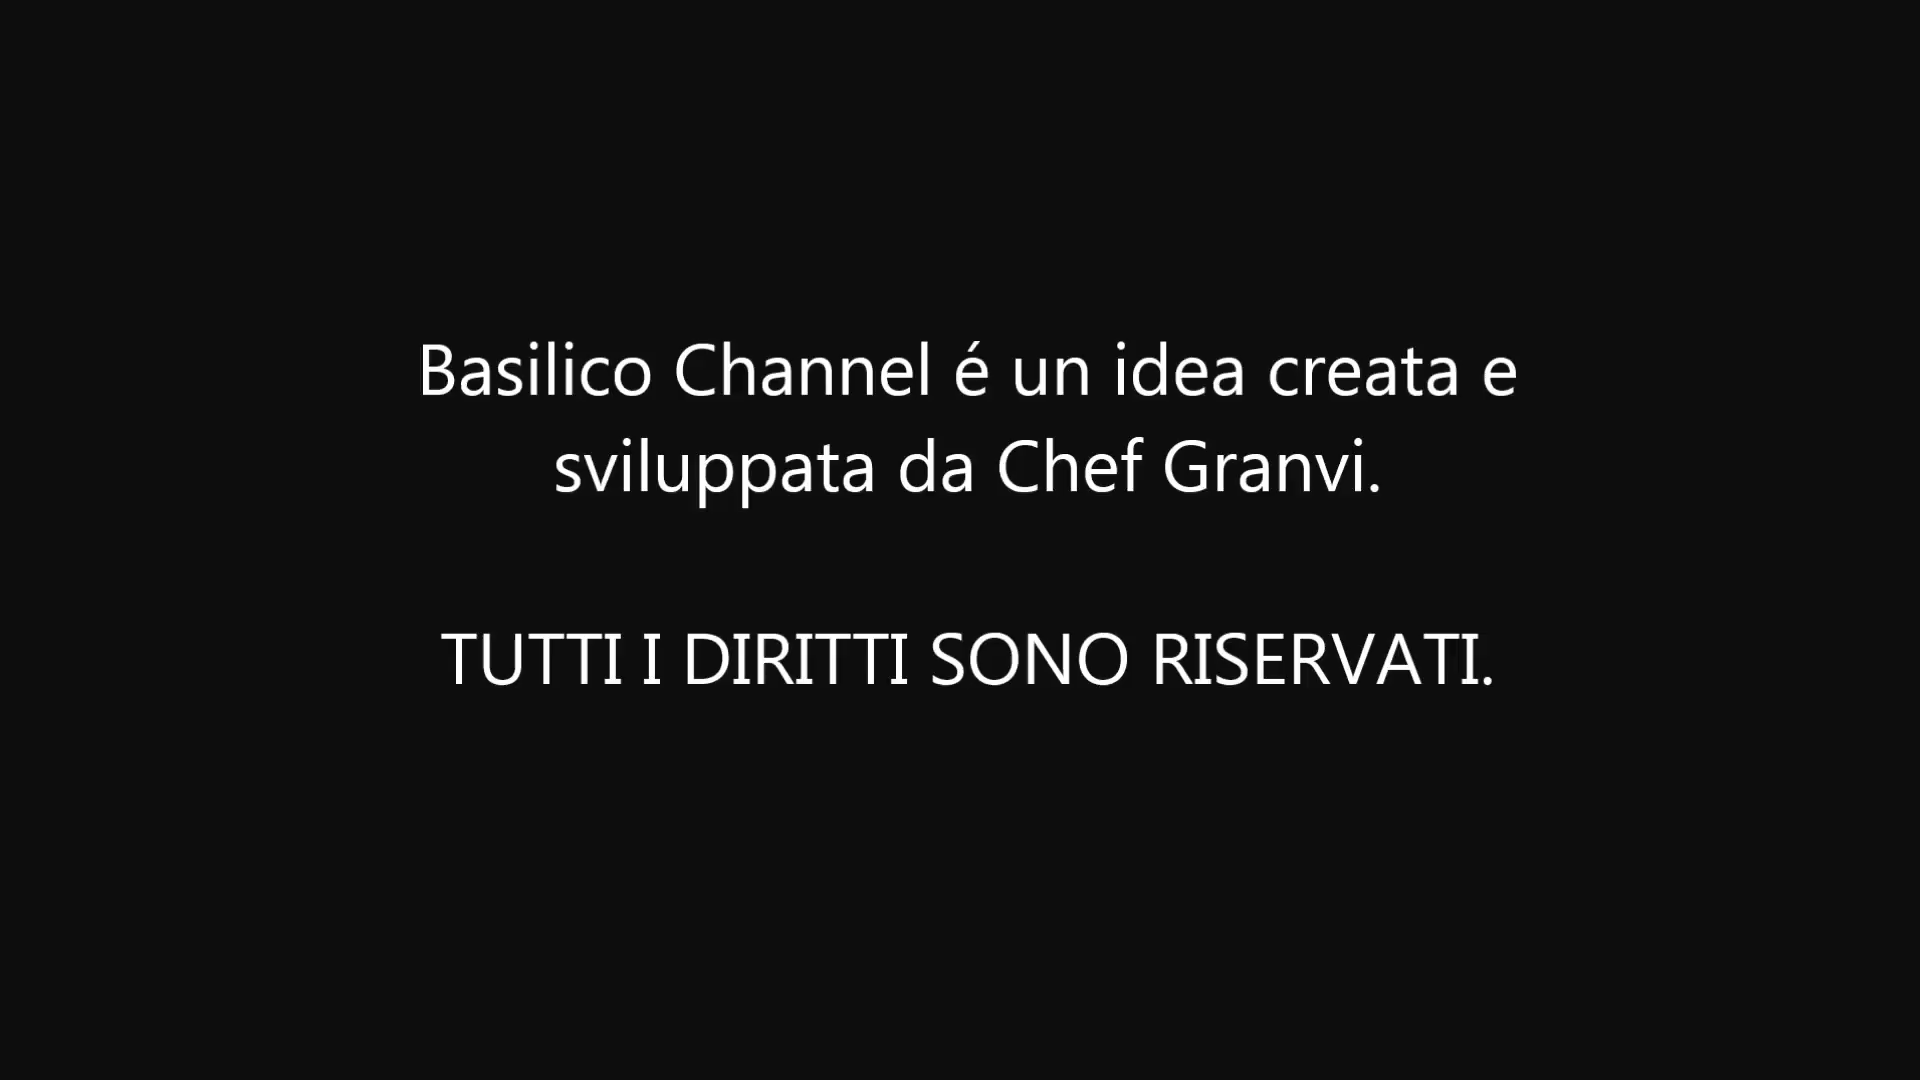 Basilico Channel é un idea creata e
sviluppata da Chef Granvi.
TUTTI I DIRITTI SONO RISERVATI.